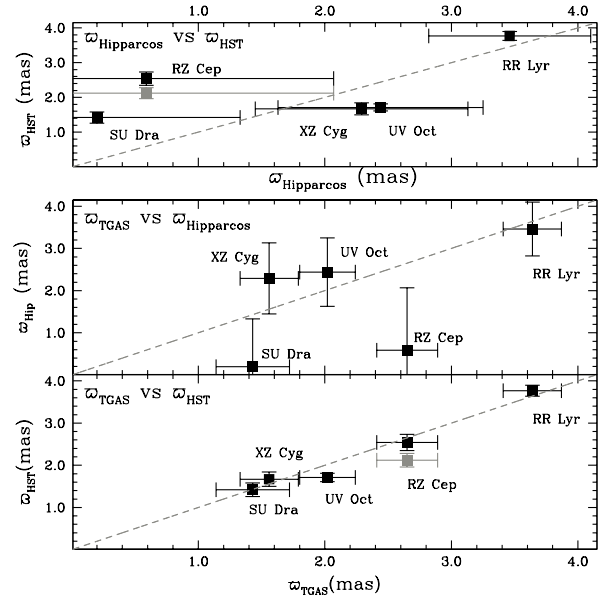 1.0 2.0 3.0 4.0
ϖHipparcos VS ϖHST
4.0
3.0
2.0
1.0
ϖHST (mas)
RZ Cep
RR Lyr
SU Dra
XZ Cyg
UV Oct
ϖHipparcos (mas)
ϖTGAS VS ϖHipparcos
4.0
3.0
2.0
1.0
ϖHip (mas)
XZ Cyg
UV Oct
RR Lyr
SU Dra
RZ Cep
ϖTGAS VS ϖHST
4.0
3.0
2.0
1.0
ϖHST(mas)
RR Lyr
XZ Cyg
SU Dra
UV Oct
RZ Cep
1.0 2.0 3.0 4.0
ϖTGAS(mas)